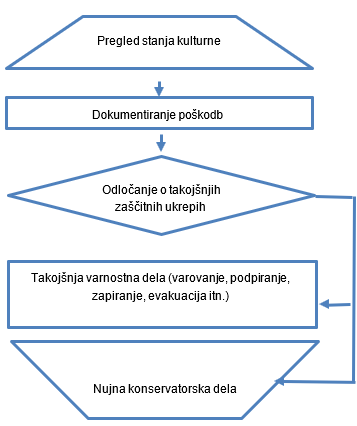 Pregled stanja kulturne
Dokumentiranje poškodb
Odločanje o takojšnjih
zaščitnih ukrepih
Takojšnja varnostna dela (varovanje, podpiranje,
zapiranje, evakuacija itn.)
Nujna konservatorska dela